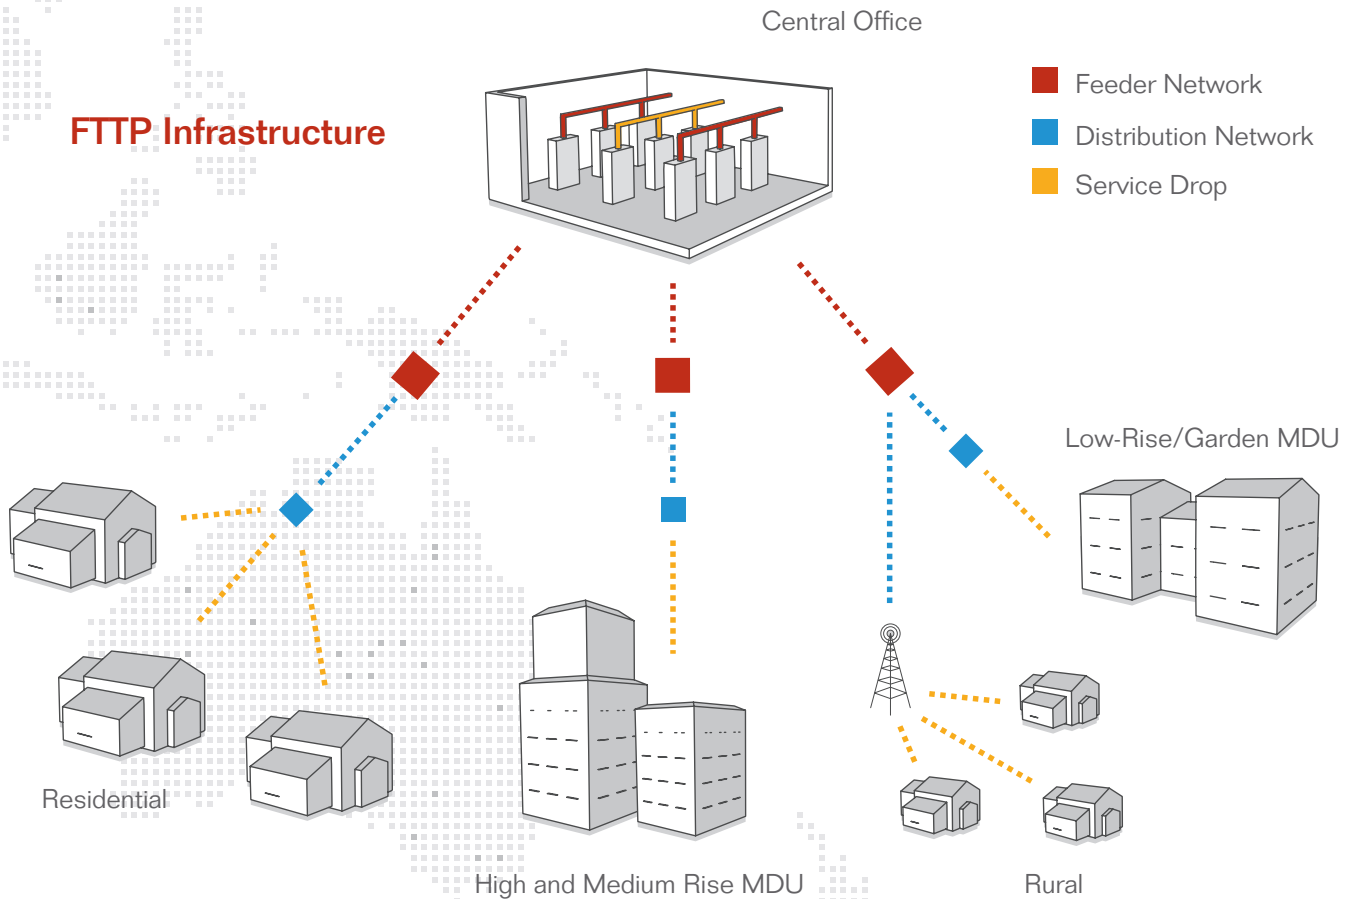 Central Office
FTTP Infrastructure
Feeder Network
Distribution Network
Service Drop
Low-Rise/Garden MDU
Residential
High and Medium Rise MDU
Rural